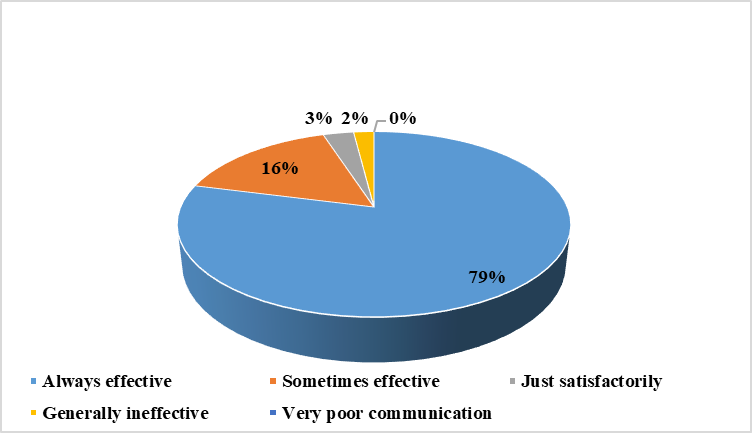 3% 2% 0%
16%
79%
Always effective Sometimes effective Just satisfactorily
Generally ineffective Very poor communication